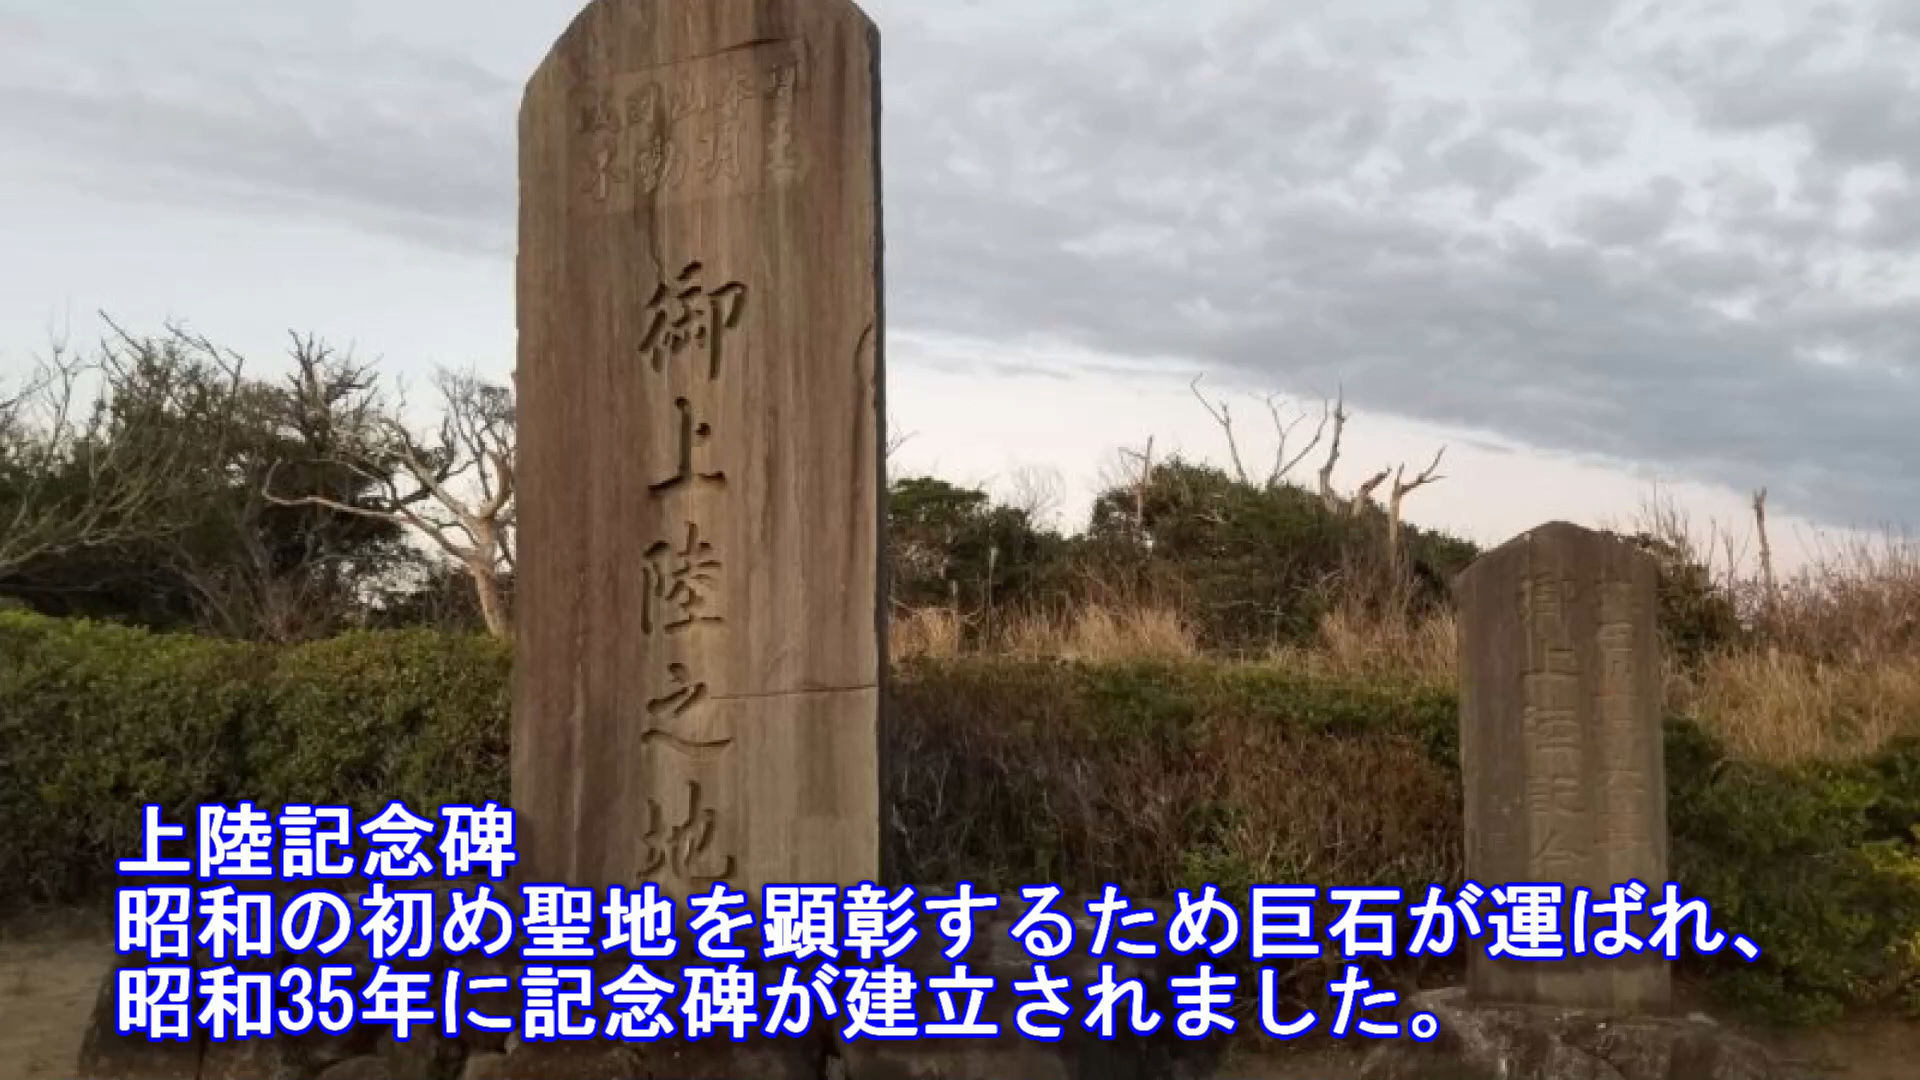 御上陸之地
上陸記念碑
昭和の初め聖地を顕彰するため巨石が運ばれ、
昭和35年に記念碑が建立されました。